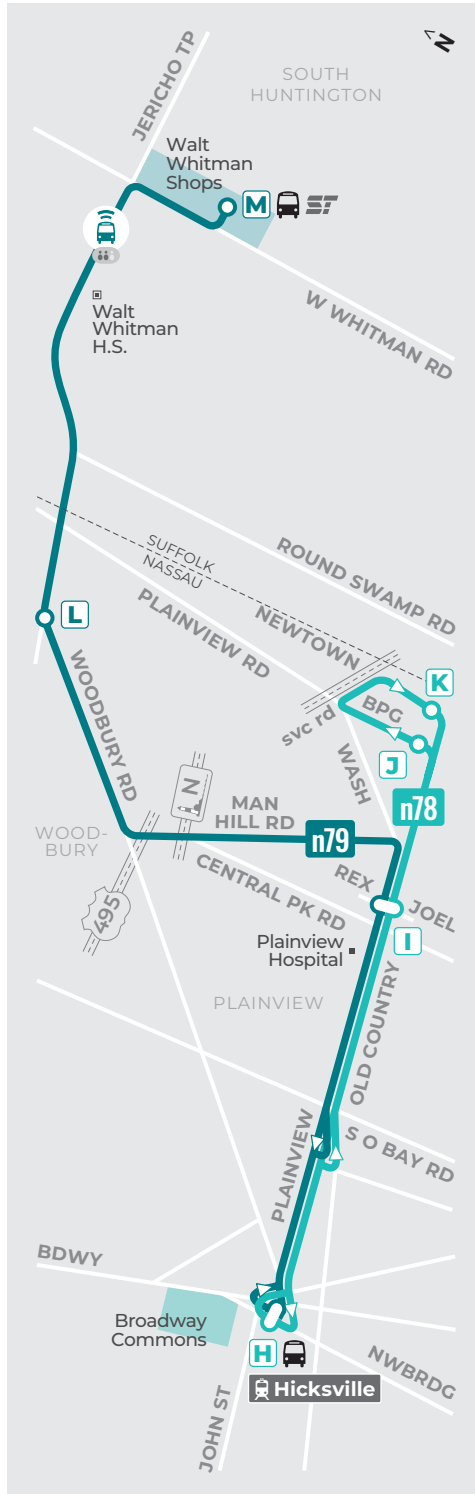 N
JERICHO TP
SOUTH
HUNTINGTON
Walt
Whitman
Shops
M
ST
Walt
Whitman
H.S.
W WHITMAN RD
SUFFOLK
NASSAU
ROUND SWAMP RD
PLAINVIEW RD
NEWTOWN
L
K
BPG
svc rd
J
WOODBURY RD
WASH
N
n78
MAN
HILL RD
n79
WOOD-
BURY
REX
JOEL
CENTRAL PK RD
495
I
Plainview
Hospital
PLAINVIEW
OLD COUNTRY
PLAINVIEW
S O BAY RD
BDWY
Broadway
Commons
H
NWBRDG
Hicksville
JOHN ST